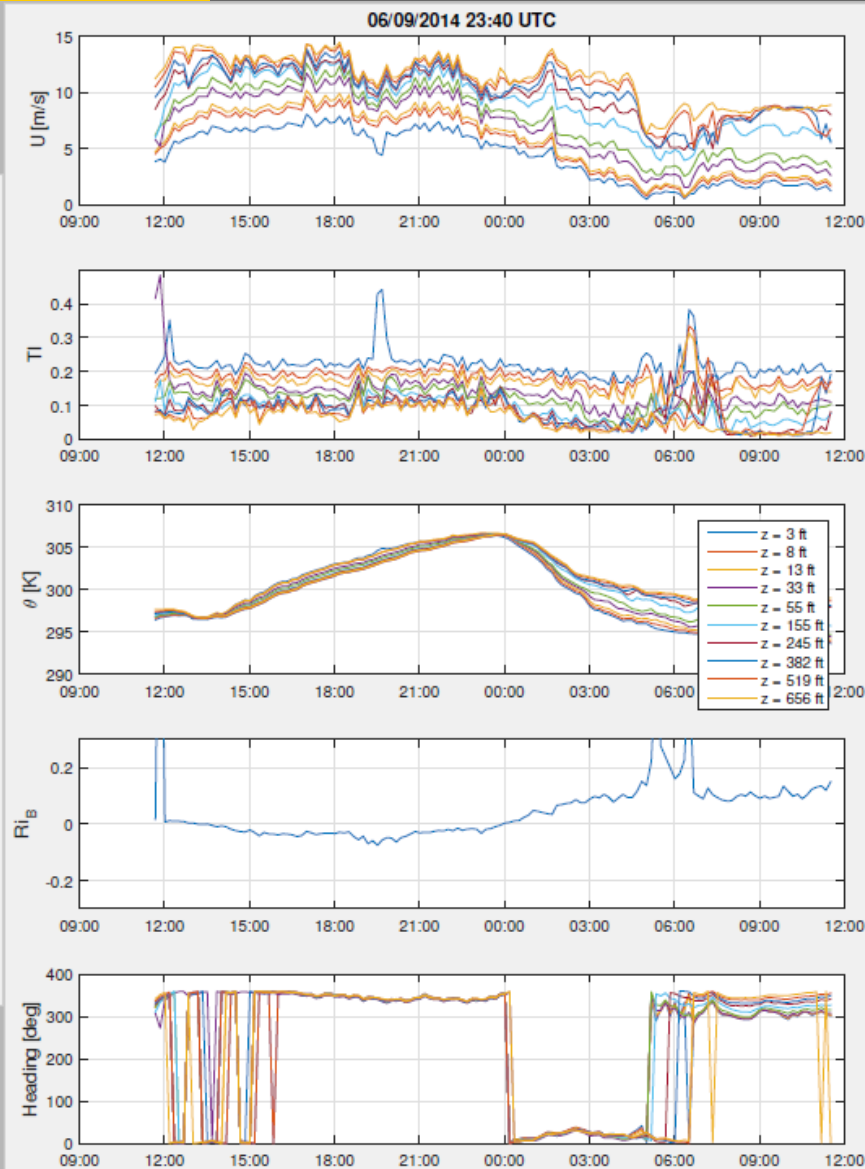 06/09/2014 23:40 UTC
15
10
5
0
U [m/s]
09:00 12:00 15:00 18:00 21:00 00:00 03:00 06:00 09:00 12:00
0.4
0.3
0.2
0.1
0
TI
09:00 12:00 15:00 18:00 21:00 00:00 03:00 06:00 09:00 12:00
310
305
300
295
290
θ [K]
z = 3 ft
z = 8 ft
z = 13 ft
z = 33 ft
z = 55 ft
z = 155 ft
z = 245 ft
z = 382 ft
z = 519 ft
z = 656 ft
09:00 12:00 15:00 18:00 21:00 00:00 03:00 06:00 12:00
0.2
0
-0.2
Ri_B
09:00 12:00 15:00 18:00 21:00 00:00 03:00 06:00 09:00 12:00
400
300
200
100
0
Heading [deg]
09:00 12:00 15:00 18:00 21:00 00:00 03:00 06:00 09:00 12:00